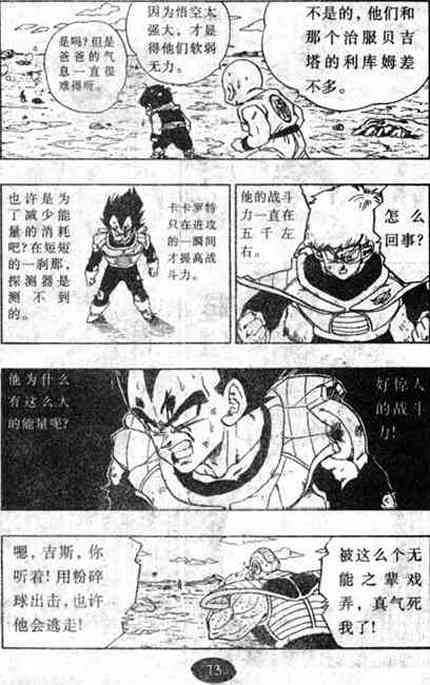 不是的，他们和
那个治服贝吉
塔的利库姆差
不多。
因为悟空太
强大，才显
得他们软弱
无力。
是吗？但是
爸爸的气
息一直很
难得听。
怎么
回事？
他的战斗
力一直在
五千左
右。
卡卡罗特
只在进攻
的一瞬间
才提高战
斗力。
也许是为
了减少能
量的消耗
吧？在短短
的一刹那，
探测器是
测不到
的。
好惊人
的战斗
力！
他为什么
有这么大
的能量呢？
被这么个无
能之辈戏
弄，真气死
我了！
嗯，吉斯，你
听着！用粉碎
球出击，也许
他会逃走！
73